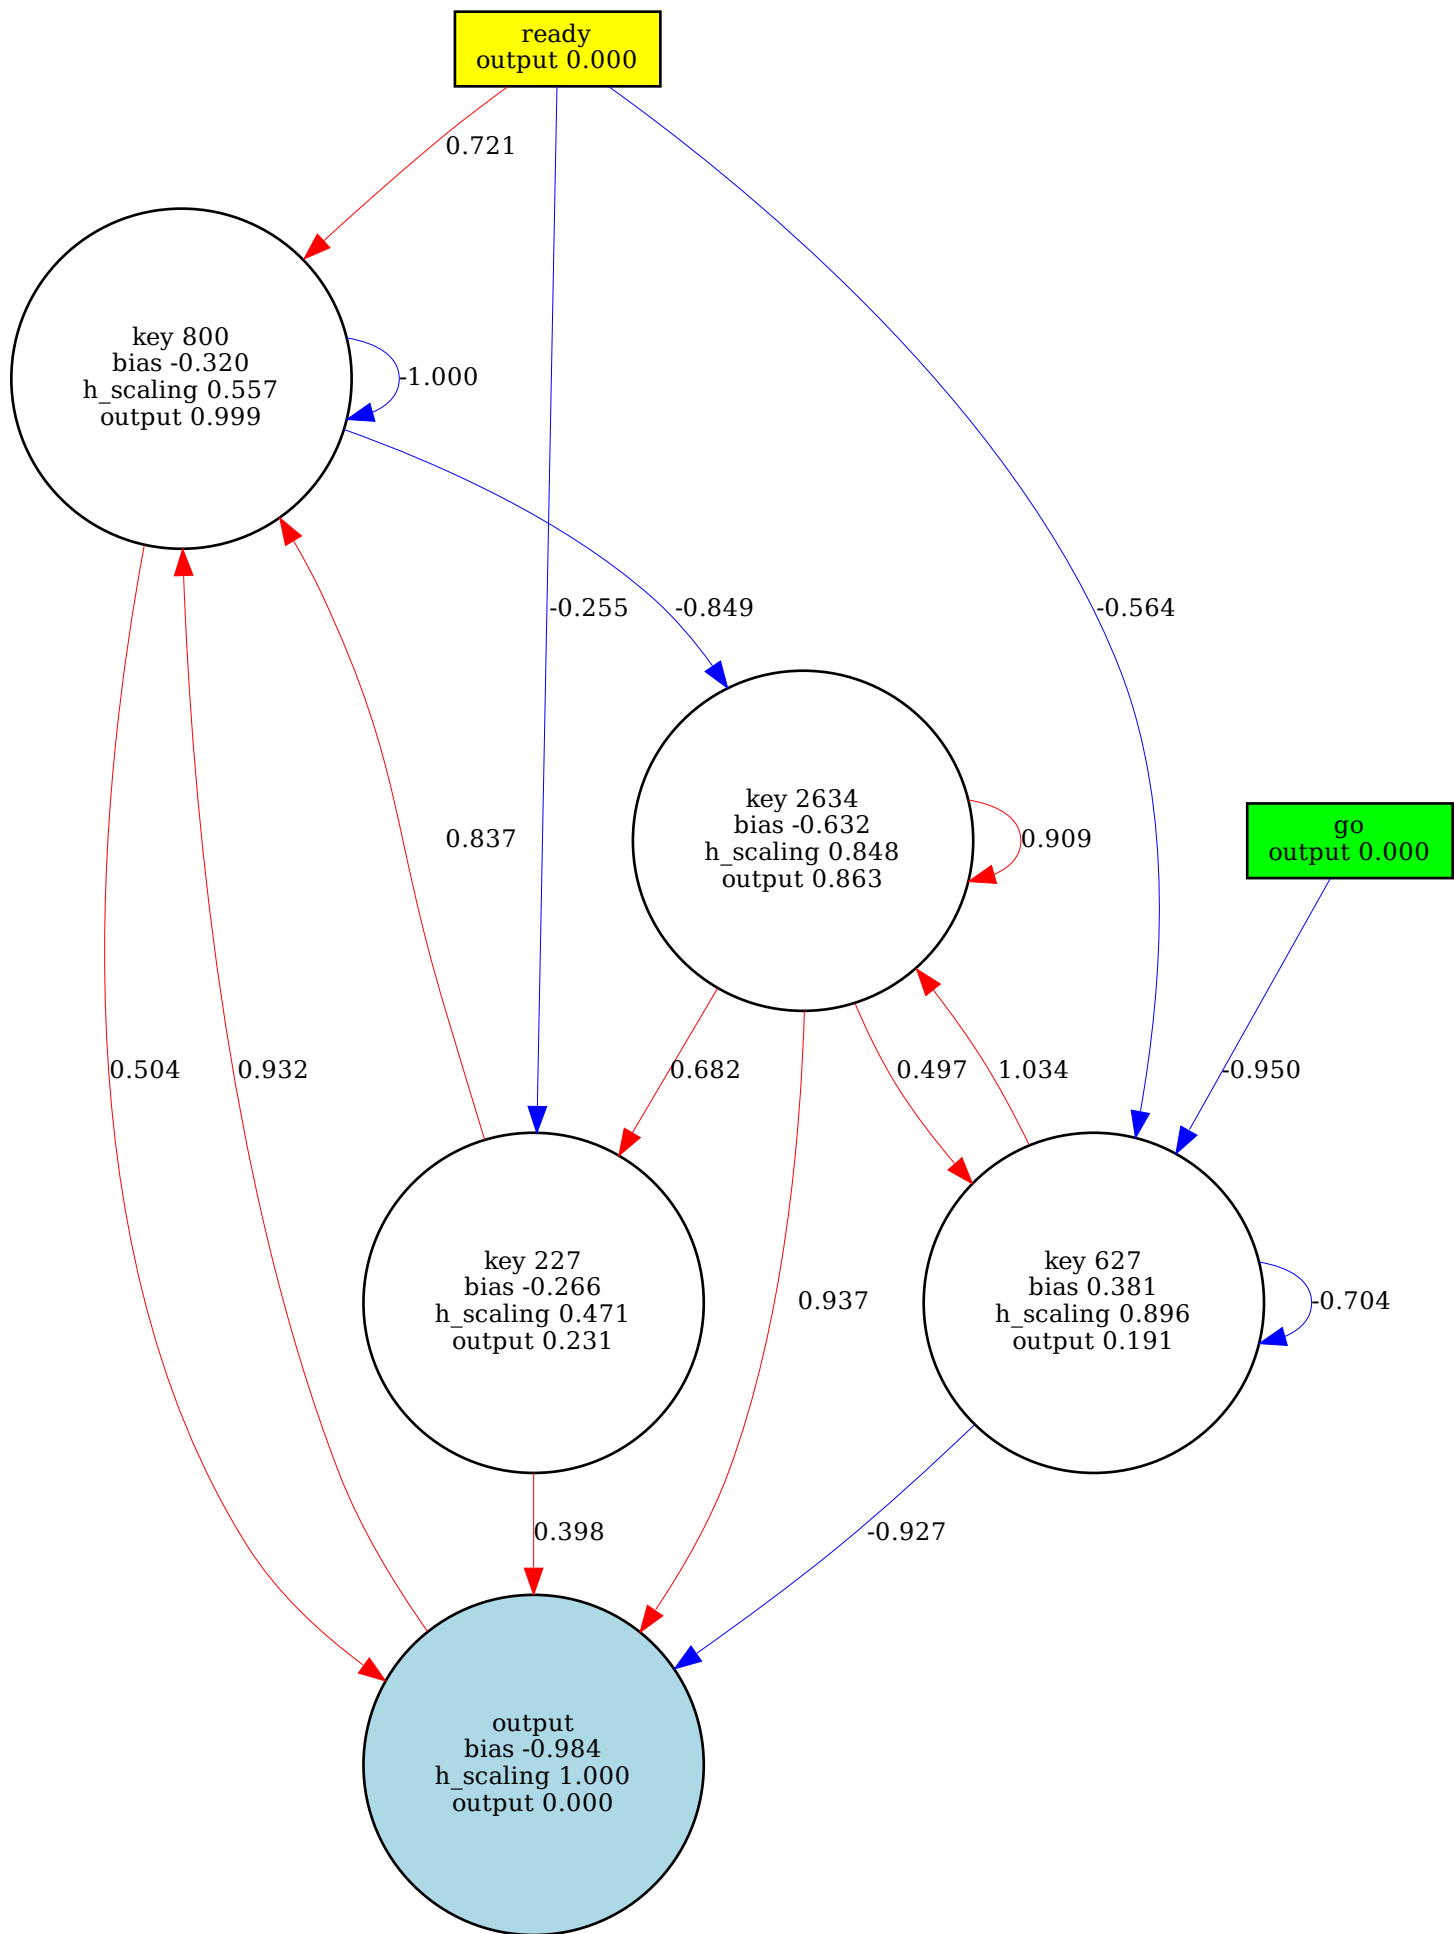 ready
output 0.000
0.721
key 800
bias -0.320
h_scaling 0.557
output 0.999
-1.000
-0.255
-0.849
-0.564
key 2634
bias -0.632
h_scaling 0.848
output 0.863
0.837
0.909
go
output 0.000
0.504
0.932
0.682
0.497
1.034
-0.950
key 227
bias -0.266
h_scaling 0.471
output 0.231
0.937
key 627
bias 0.381
h_scaling 0.896
output 0.191
-0.704
0.398
-0.927
output
bias -0.984
h_scaling 1.000
output 0.000